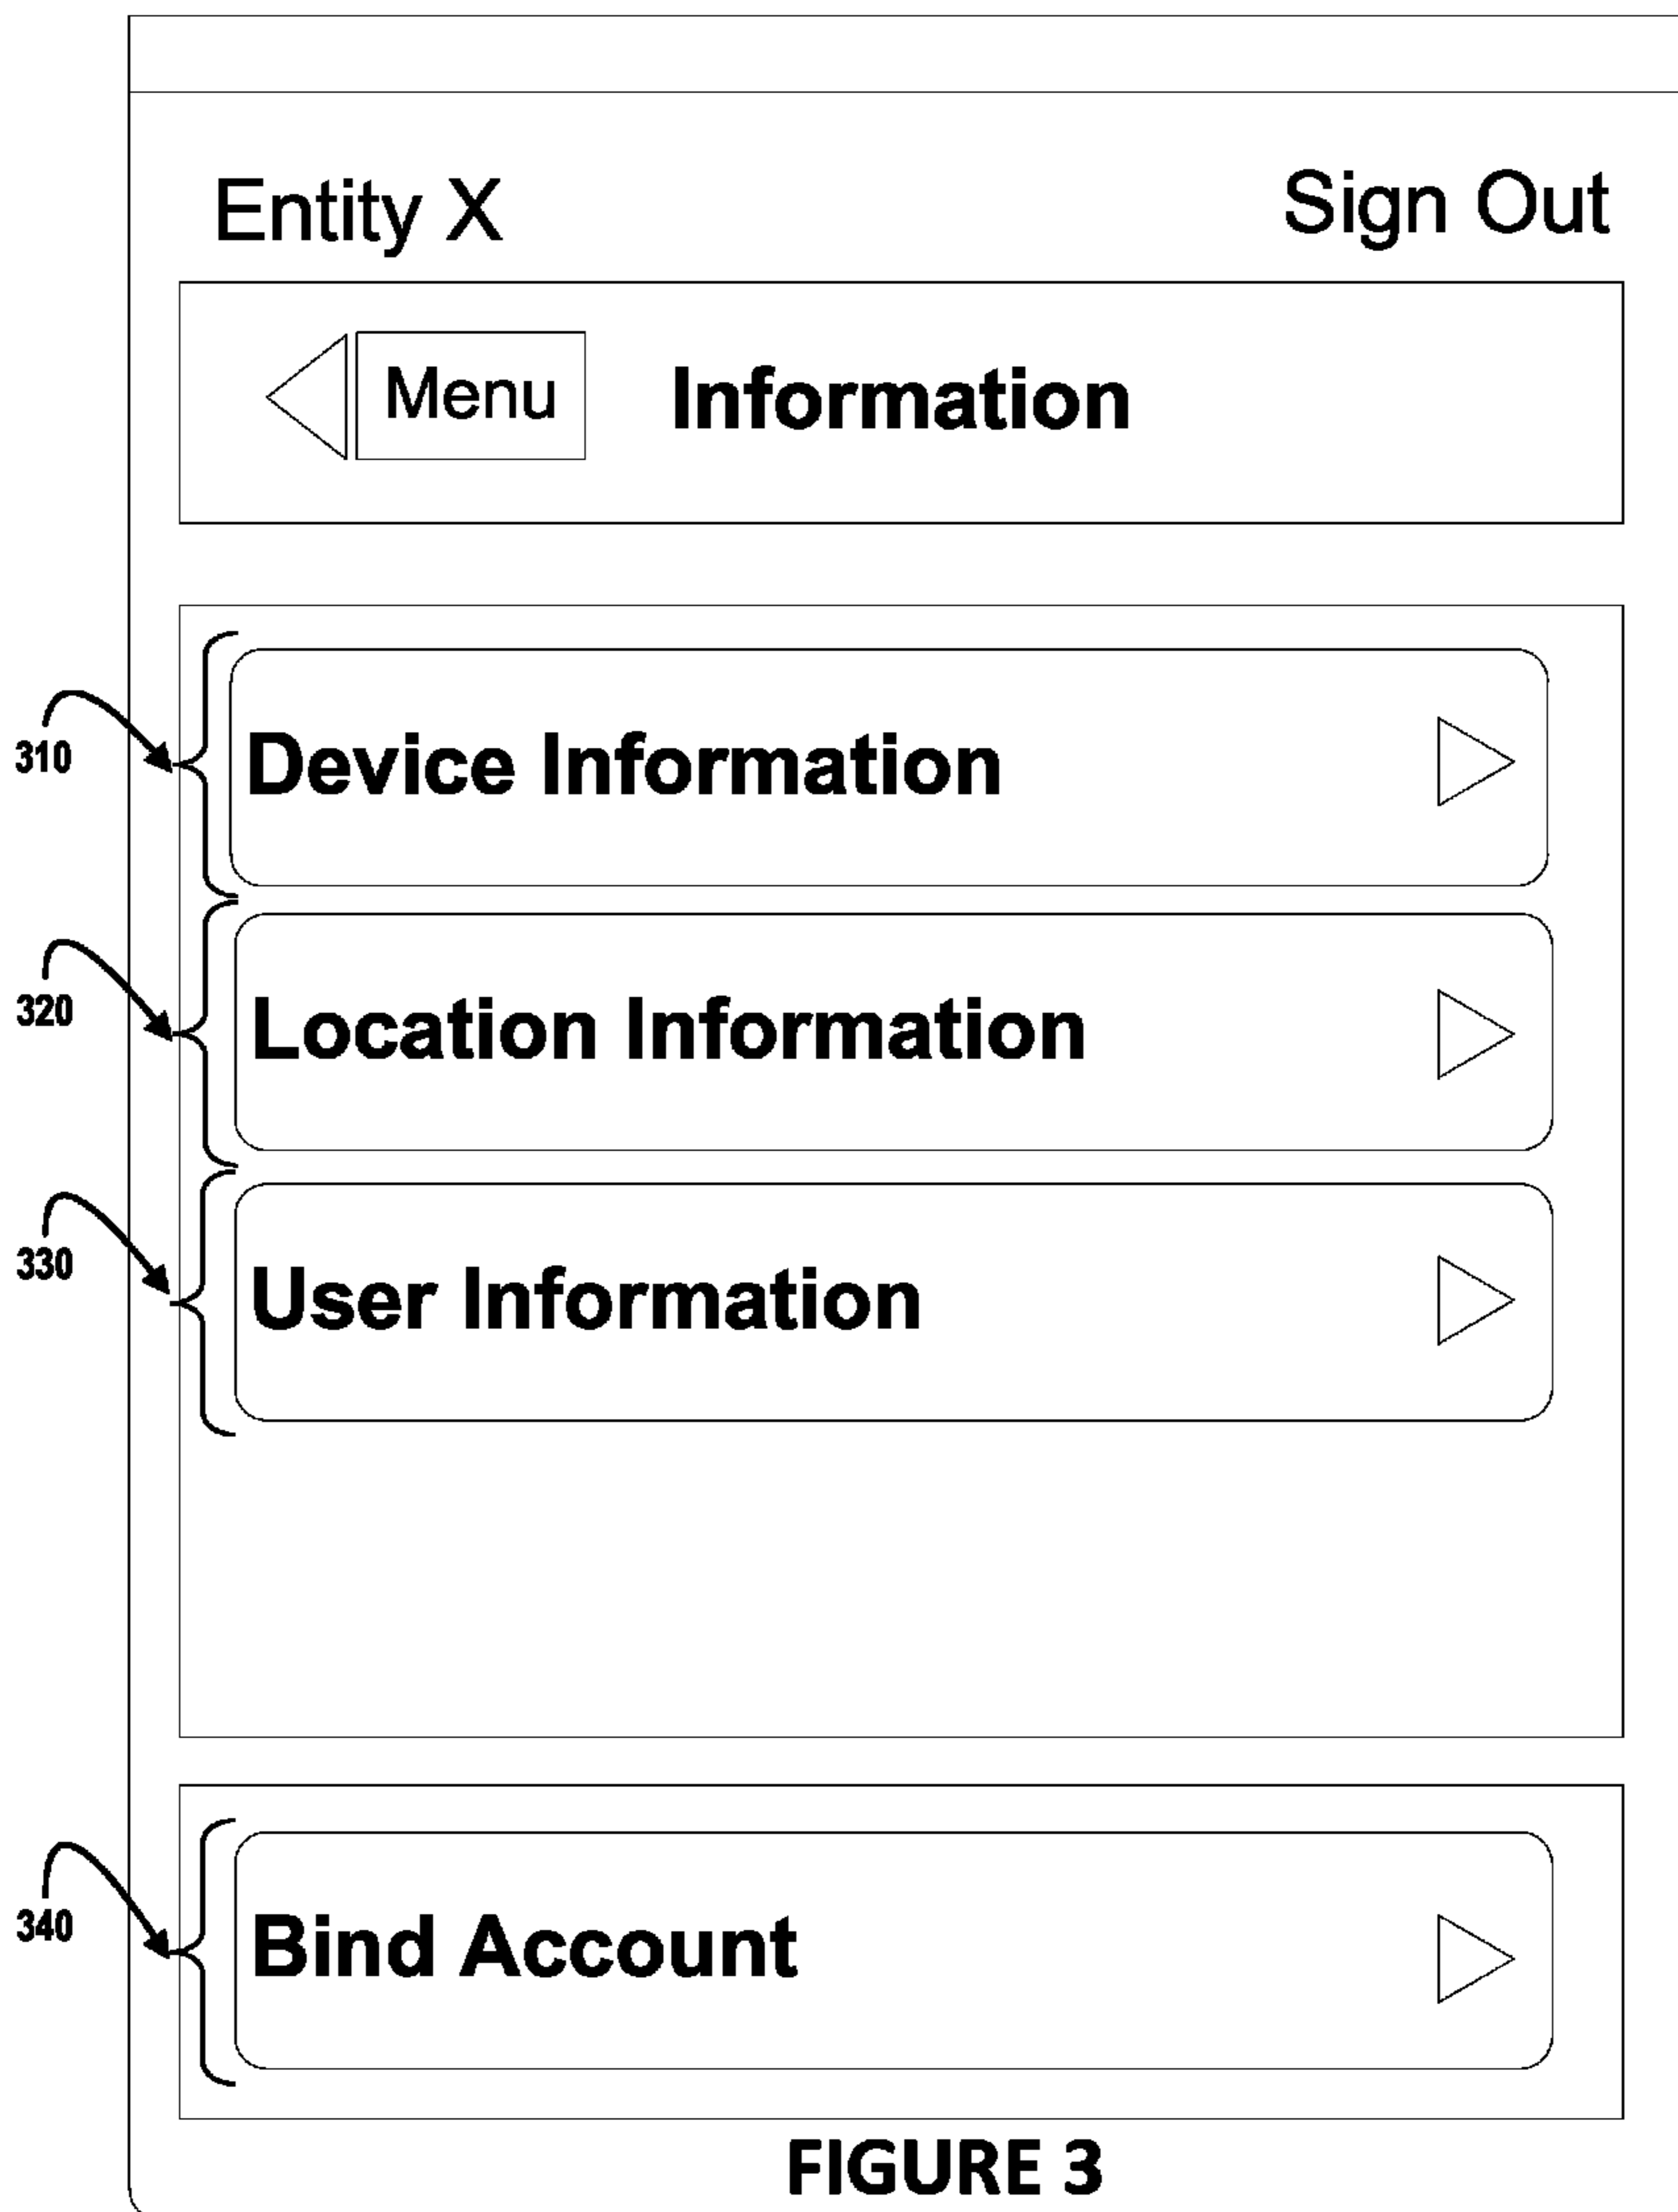 Entity X Sign Out
Menu Information
310 Device Information
320 Location Information
330 User Information
340 Bind Account
FIGURE 3